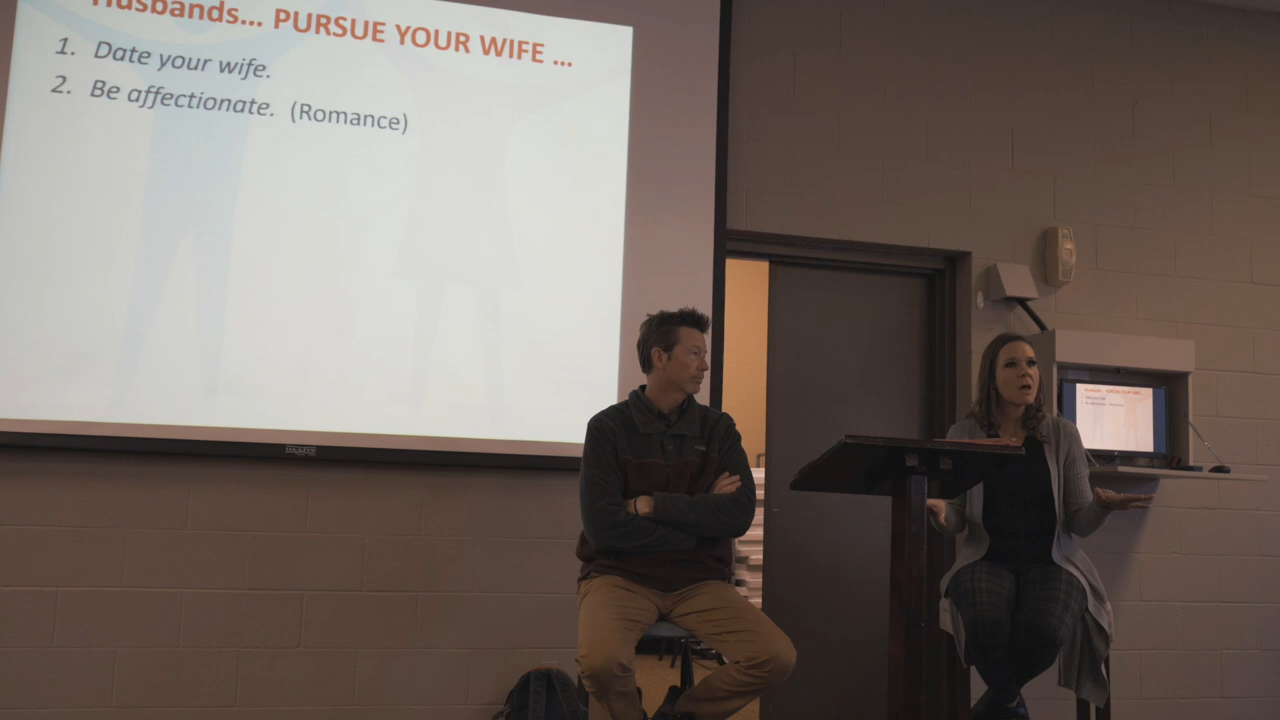 Husbands... PURSUE YOUR WIFE ...
1. Date your wife.
2. Be affectionate. (Romance)